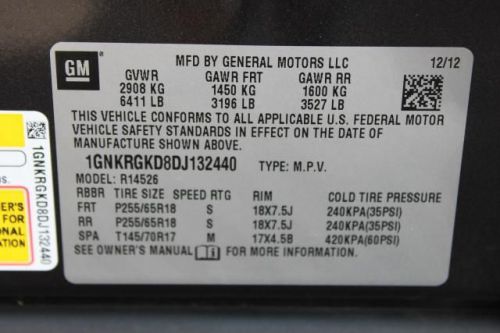 GM
MFD BY GENERAL MOTORS LLC 12/12
GVWR GAWR FRT GAWR RR
2908 KG 1450 KG 1600 KG
6411 LB 3196 LB 3527 LB
THIS VEHICLE CONFORMS TO ALL APPLICABLE U.S. FEDERAL MOTOR
VEHICLE SAFETY STANDARDS IN EFFECT ON THE DATE OF
MANUFACTURE SHOWN ABOVE.
1GNKRGKD8DJ132440 TYPE: M.P.V.
MODEL: R14526
RBBR TIRE SIZE SPEED RTG RIM COLD TIRE PRESSURE
FRT P255/65R18 S 18X7.5J 240KPA(35PSI)
RR P255/65R18 S 18X7.5J 240KPA(35PSI)
SPA T145/70R17 M 17X4.5B 420KPA(60PSI)
SEE OWNER'S MANUAL FOR MORE INFORMATION.
1GNKRGKD8DJ132440
ER'S
FOR
ONAL
ON